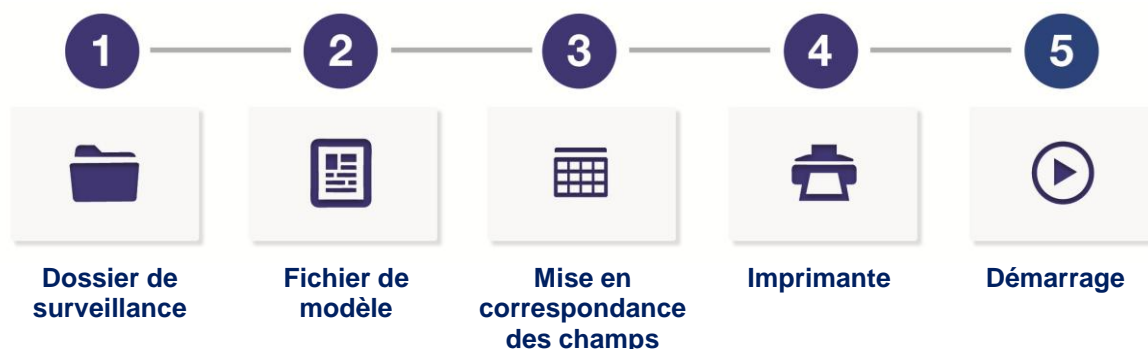 1 2 3 4 5
Dossier de
surveillance
Fichier de
modèle
Mise en
correspondance
des champs
Imprimante
Démarrage